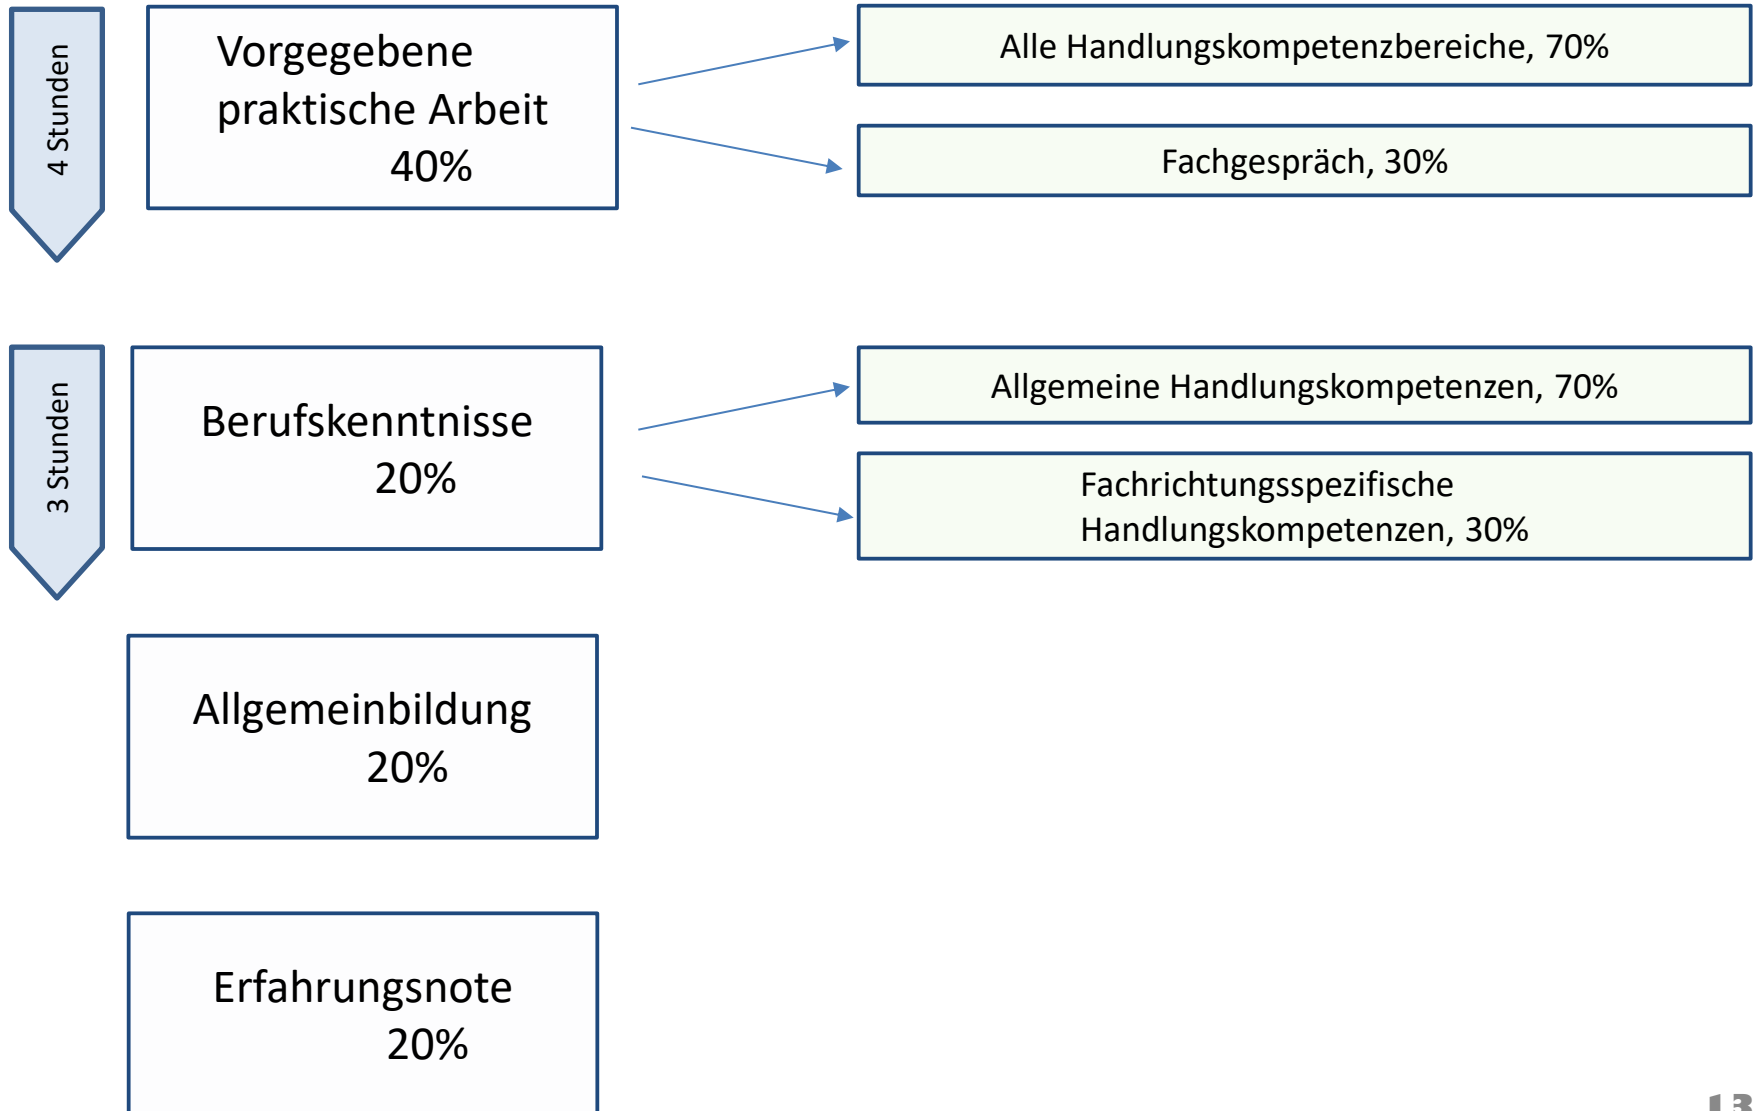 4 Stunden
Vorgegebene
praktische Arbeit
40%
Alle Handlungskompetenzbereiche, 70%
Fachgespräch, 30%
3 Stunden
Berufskenntnisse
20%
Allgemeine Handlungskompetenzen, 70%
Fachrichtungsspezifische
Handlungskompetenzen, 30%
Allgemeinbildung
20%
Erfahrungsnote
20%
13